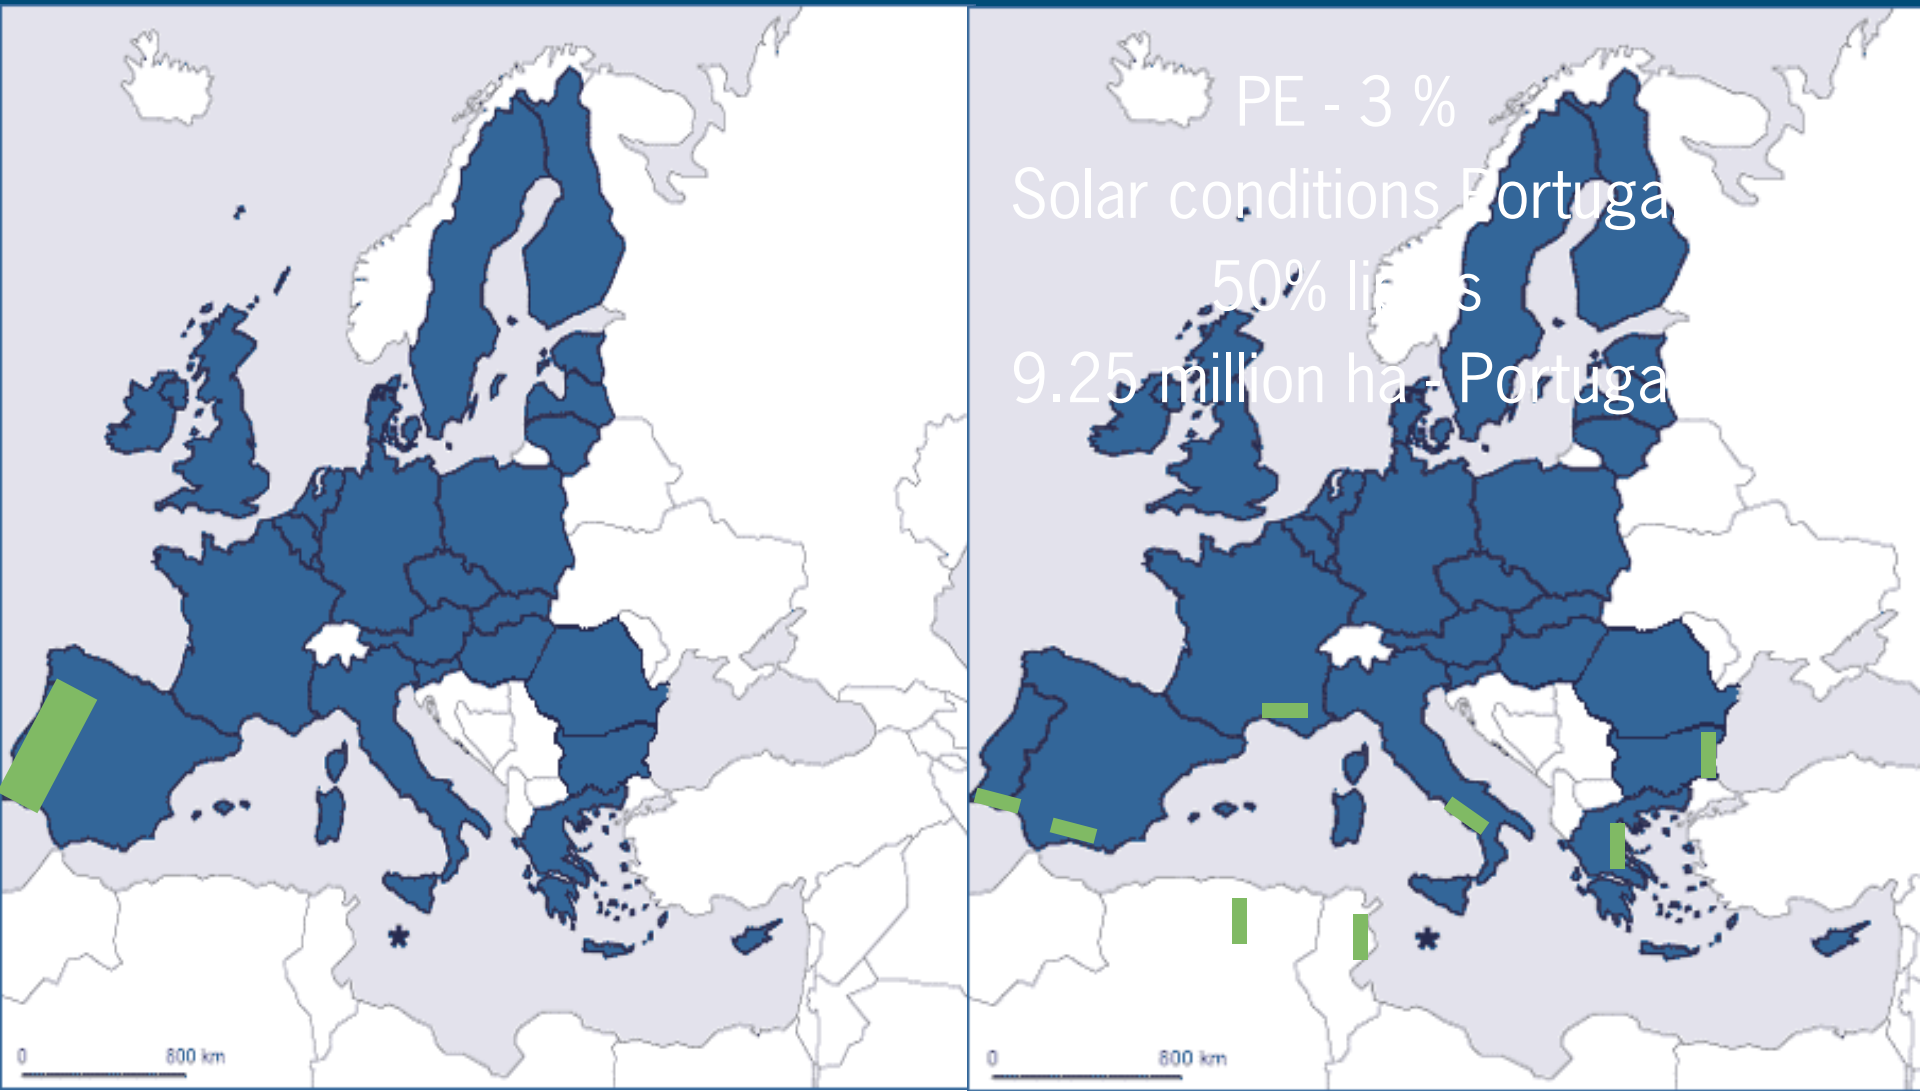 PE - 3 %
Solar conditions Portugal
50%
9.25 million ha - Portugal
0 800 km
0 800 km